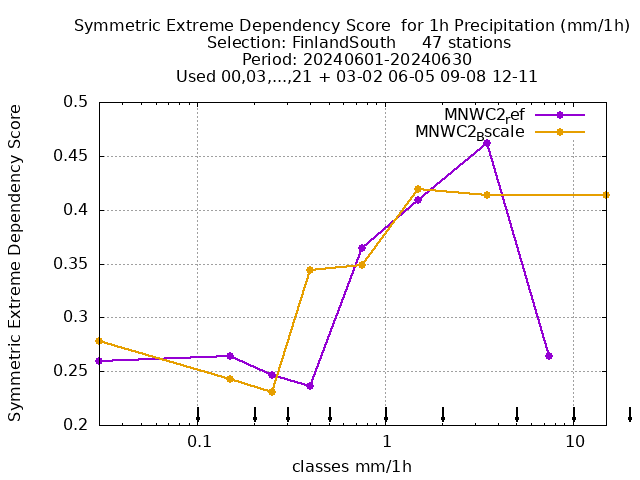 Symmetric Extreme Dependency Score  for 1h Precipitation (mm/1h)
Selection: FinlandSouth     47 stations
Period: 20240601-20240630
Used 00,03,...,21 + 03-02 06-05 09-08 12-11
MNWC2ref
MNWC2Bscale
Symmetric Extreme Dependency Score
0.5
0.45
0.4
0.35
0.3
0.25
0.2
0.1 1 10
classes mm/1h